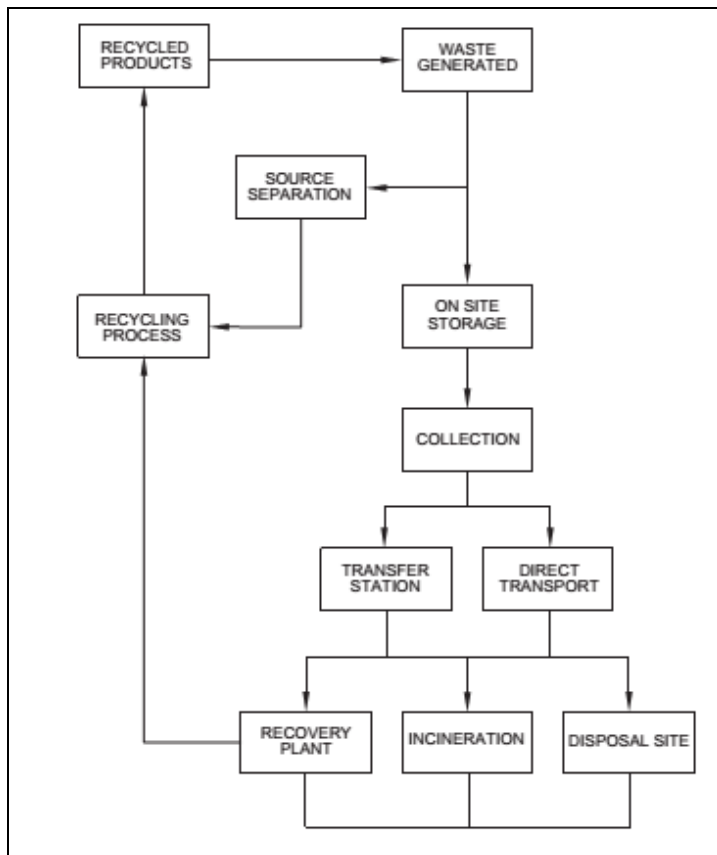 RECYCLED
PRODUCTS
WASTE
GENERATED
SOURCE
SEPARATION
RECYCLING
PROCESS
ON SITE
STORAGE
COLLECTION
TRANSFER
STATION
DIRECT
TRANSPORT
RECOVERY
PLANT
INCINERATION
DISPOSAL SITE